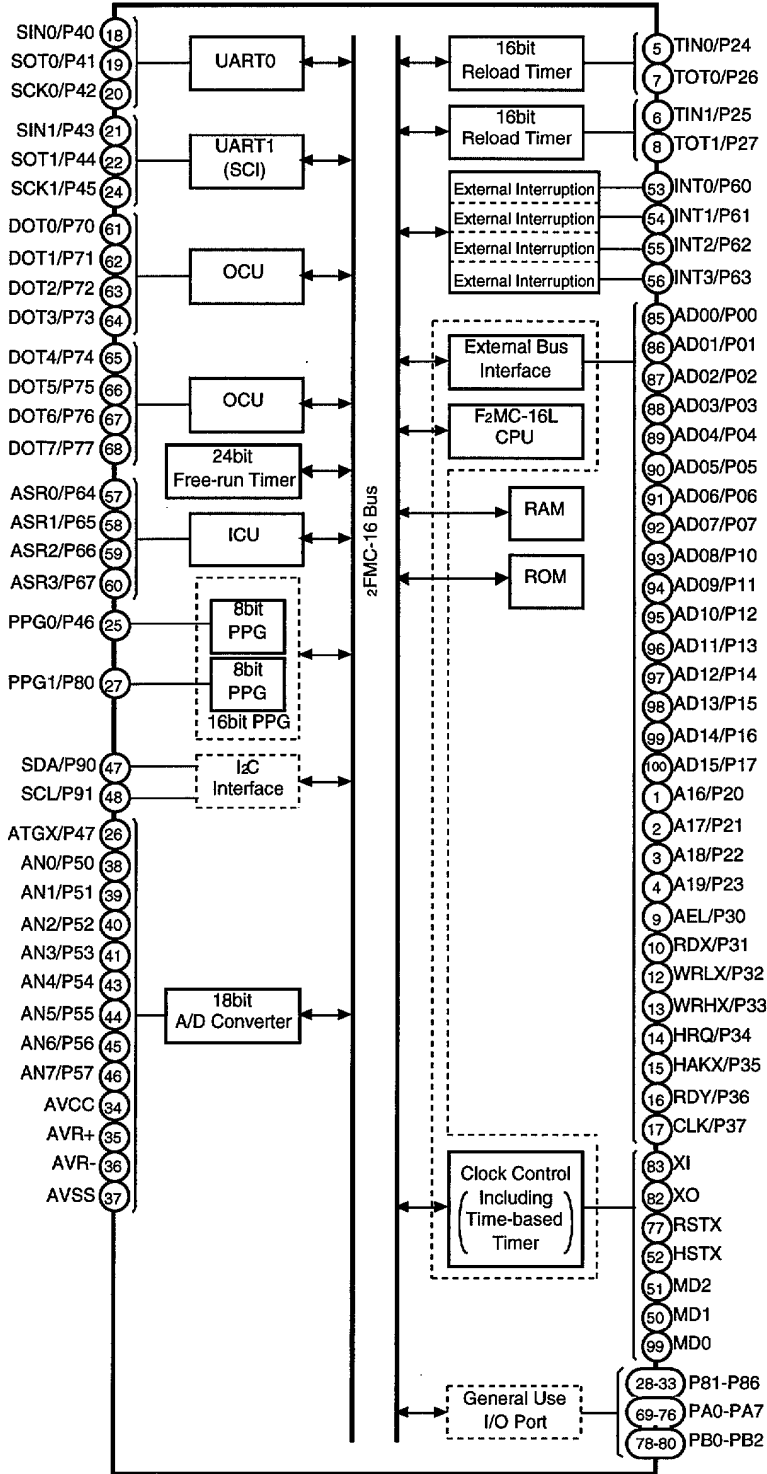 SIN0/P40 18
SOT0/P41 19
SCK0/P42 20
UART0
SIN1/P43 21
SOT1/P44 22
SCK1/P45 24
UART1
(SCI)
DOT0/P70 61
DOT1/P71 62
DOT2/P72 63
DOT3/P73 64
OCU
DOT4/P74 65
DOT5/P75 66
DOT6/P76 67
DOT7/P77 68
OCU
24bit
Free-run Timer
ASR0/P64 57
ASR1/P65 58
ASR2/P66 59
ASR3/P67 60
ICU
PPG0/P46 25
8bit
PPG
PPG1/P80 27
8bit
PPG
16bit PPG
SDA/P90 47
SCL/P91 48
I2C
Interface
ATGX/P47 26
AN0/P50 38
AN1/P51 39
AN2/P52 40
AN3/P53 41
AN4/P54 43
AN5/P55 44
AN6/P56 45
AN7/P57 46
AVCC 34
AVR+ 35
AVR- 36
AVSS 37
18bit
A/D Converter
2FMC-16 Bus
16bit
Reload Timer
5 TIN0/P24
7 TOT0/P26
16bit
Reload Timer
6 TIN1/P25
8 TOT1/P27
External Interruption 53 INT0/P60
External Interruption 54 INT1/P61
External Interruption 55 INT2/P62
External Interruption 56 INT3/P63
External Bus
Interface
F2MC-16L
CPU
RAM
ROM
85 AD00/P00
86 AD01/P01
87 AD02/P02
88 AD03/P03
89 AD04/P04
90 AD05/P05
91 AD06/P06
92 AD07/P07
93 AD08/P10
94 AD09/P11
95 AD10/P12
96 AD11/P13
97 AD12/P14
98 AD13/P15
99 AD14/P16
100 AD15/P17
1 A16/P20
2 A17/P21
3 A18/P22
4 A19/P23
9 AEL/P30
10 RDX/P31
12 WRLX/P32
13 WRHX/P33
14 HRQ/P34
15 HAKX/P35
16 RDY/P36
17 CLK/P37
Clock Control
Including
Time-based
Timer
83 XI
82 XO
77 RSTX
52 HSTX
51 MD2
50 MD1
99 MD0
General Use
I/O Port
28-33 P81-P86
69-76 PA0-PA7
78-80 PB0-PB2